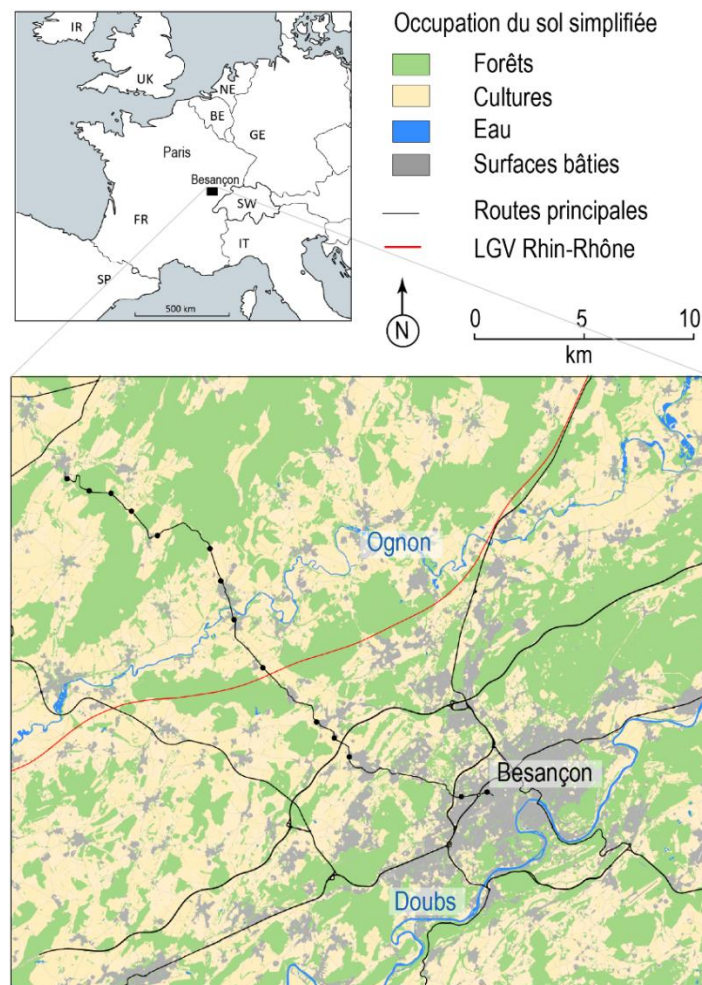 IR
UK
NE
BE
GE
Paris
Besançon
SW
FR
IT
SP
500 km
Occupation du sol simplifiée
Forêts
Cultures
Eau
Surfaces bâties
Routes principales
LGV Rhin-Rhône
N
0 5 10
km
Ognon
Besançon
Doubs